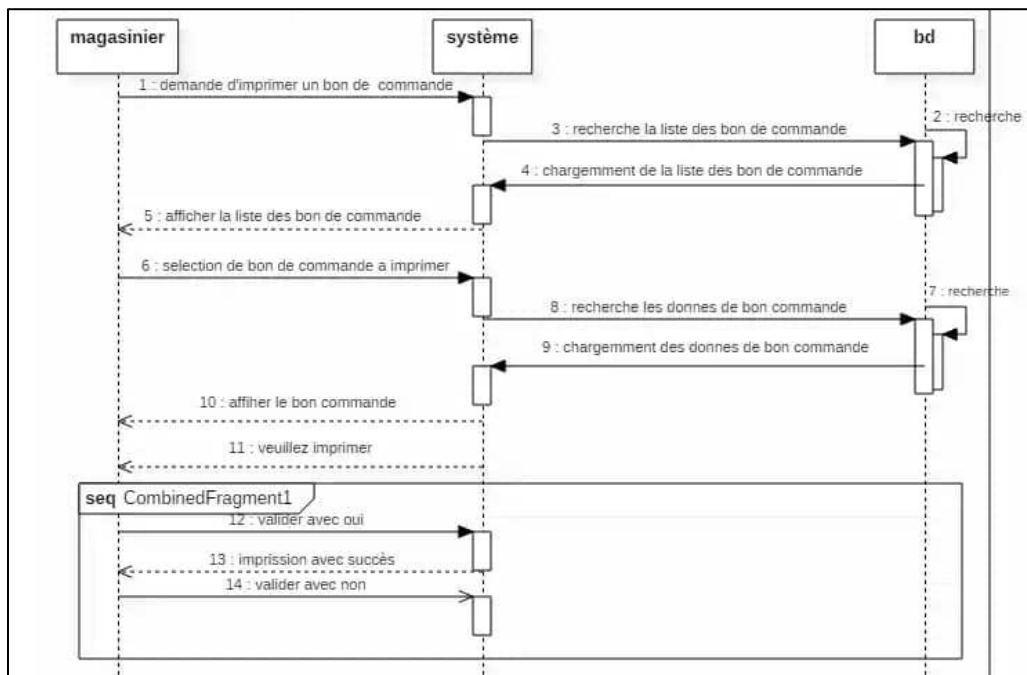 magasinier
système
bd
1 : demande d'imprimer un bon de commande
2 : recherche
3 : recherche la liste des bon de commande
4 : chargemment de la liste des bon de commande
5 : afficher la liste des bon de commande
6 : selection de bon de commande a imprimer
7 : recherche
8 : recherche les donnes de bon commande
9 : chargemment des donnes de bon commande
10 : affiher le bon commande
11 : veuillez imprimer
seq CombinedFragment1
12 : valider avec oui
13 : imprission avec succès
14 : valider avec non